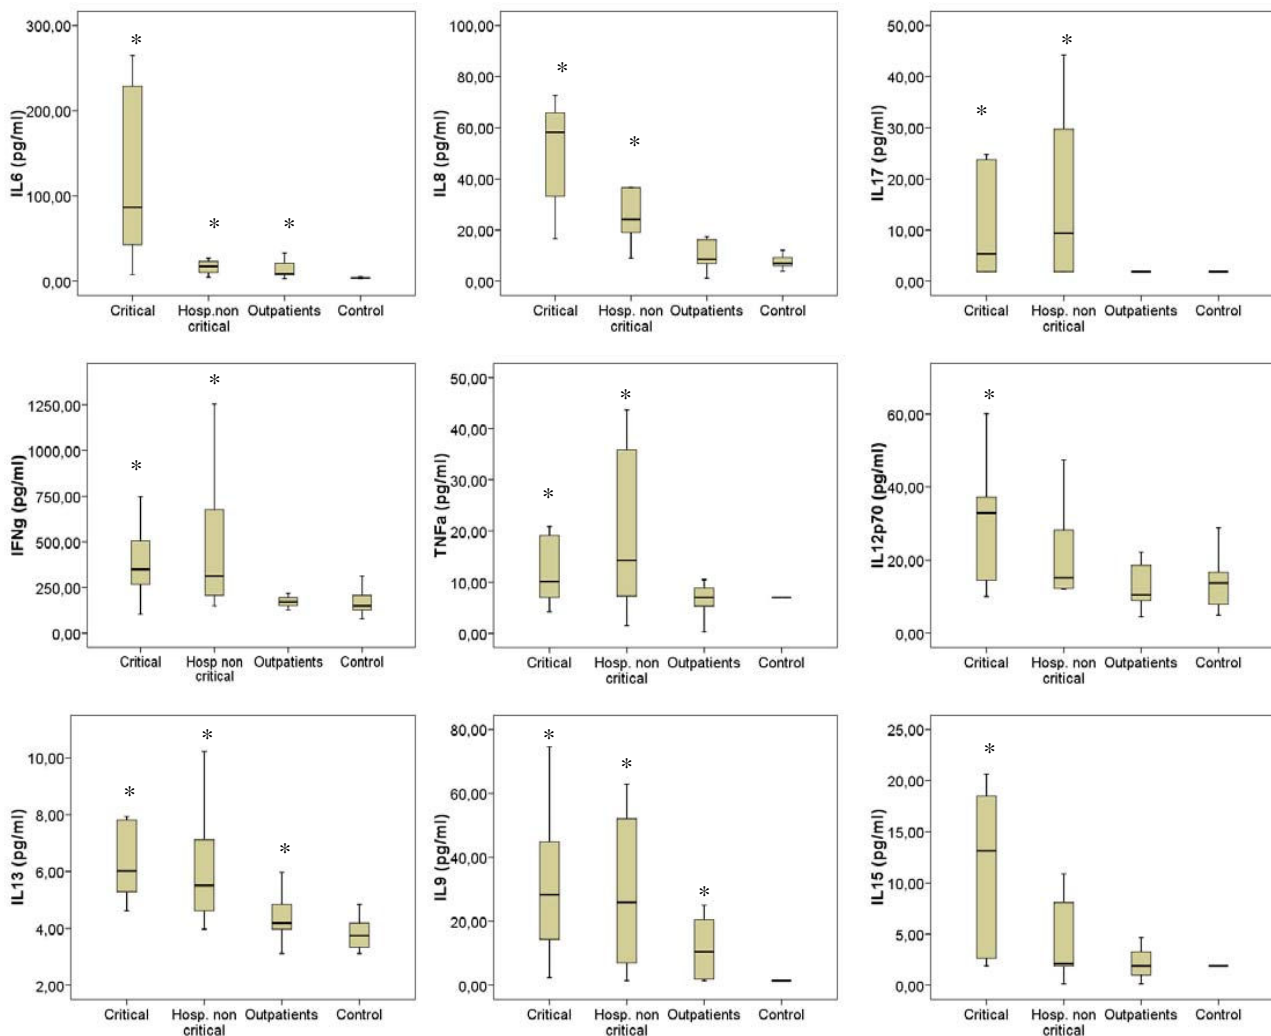 300,00
200,00
100,00
0,00
IL6 (pg/ml)
*
*
*
Critical
Hosp.non
critical
Outpatients
Control
100,00
80,00
60,00
40,00
20,00
0,00
IL8 (pg/ml)
*
*
Critical
Hosp. non
critical
Outpatients
Control
50,00
40,00
30,00
20,00
10,00
0,00
IL17 (pg/ml)
*
*
Critical
Hosp. non
critical
Outpatients
Control
1250,00
1000,00
750,00
500,00
250,00
0,00
IFNg (pg/ml)
*
*
Critical
Hosp non
critical
Outpatients
Control
50,00
40,00
30,00
20,00
10,00
0,00
TNFa (pg/ml)
*
*
Critical
Hosp. non
critical
Outpatients
Control
60,00
40,00
20,00
0,00
IL12p70 (pg/ml)
*
Critical
Hosp. non
critical
Outpatients
Control
10,00
8,00
6,00
4,00
2,00
IL13 (pg/ml)
*
*
*
Critical
Hosp. non
critical
Outpatients
Control
80,00
60,00
40,00
20,00
0,00
IL9 (pg/ml)
*
*
*
Critical
Hosp. non
critical
Outpatients
Control
25,00
20,00
15,00
10,00
5,00
0,00
IL15 (pg/ml)
*
Critical
Hosp. non
critical
Outpatients
Control